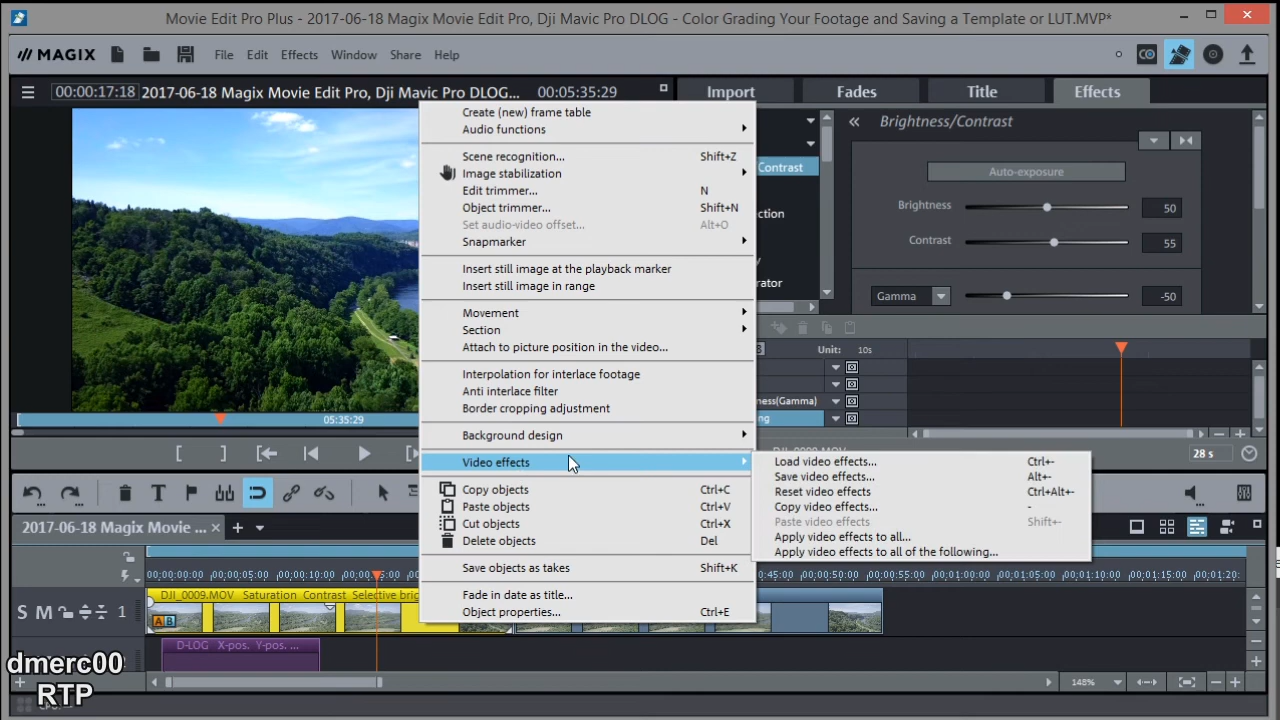 Movie Edit Pro Plus - 2017-06-18 Magix Movie Edit Pro, Dji Mavic Pro DLOG - Color Grading Your Footage and Saving a Template or LUT.MVP*
MAGIX File Edit Effects Window Share Help
00:00:17:18 2017-06-18 Magix Movie Edit Pro, Dji Mavic Pro DLOG... 00:05:35:29
Import Fades Title Effects
Create (new) frame table
Audio functions
Scene recognition... Shift+Z
Image stabilization
Edit trimmer... N
Object trimmer... Shift+N
Set audio-video offset... Alt+O
Snapmarker
Insert still image at the playback marker
Insert still image in range
Movement
Section
Attach to picture position in the video...
Interpolation for interlace footage
Anti interlace filter
Border cropping adjustment
Background design
Video effects
Copy objects Ctrl+C
Paste objects Ctrl+V
Cut objects Ctrl+X
Delete objects Del
Save objects as takes Shift+K
Fade in date as title...
Object properties... Ctrl+E
Load video effects... Ctrl+-
Save video effects... Alt+-
Reset video effects Ctrl+Alt+-
Copy video effects... -
Paste video effects Shift+-
Apply video effects to all...
Apply video effects to all of the following...
Contrast
Brightness/Contrast
Auto-exposure
Brightness 50
Contrast 55
Gamma -50
Unit: 10s
ness(Gamma)
05:35:29
28 s
2017-06-18 Magix Movie ...
00:00:00:00 00:00:05:00 00:00:10:00 00:00:15:00
:45:00 00:00:50:00 00:00:55:00 00:01:00:00 00:01:05:00 00:01:10:00 00:01:15:00 00:01:20
S M 1
DJI_0009.MOV Saturation Contrast Selective bri
D-LOG X-pos. Y-pos. ...
148%
dmerc00
RTP